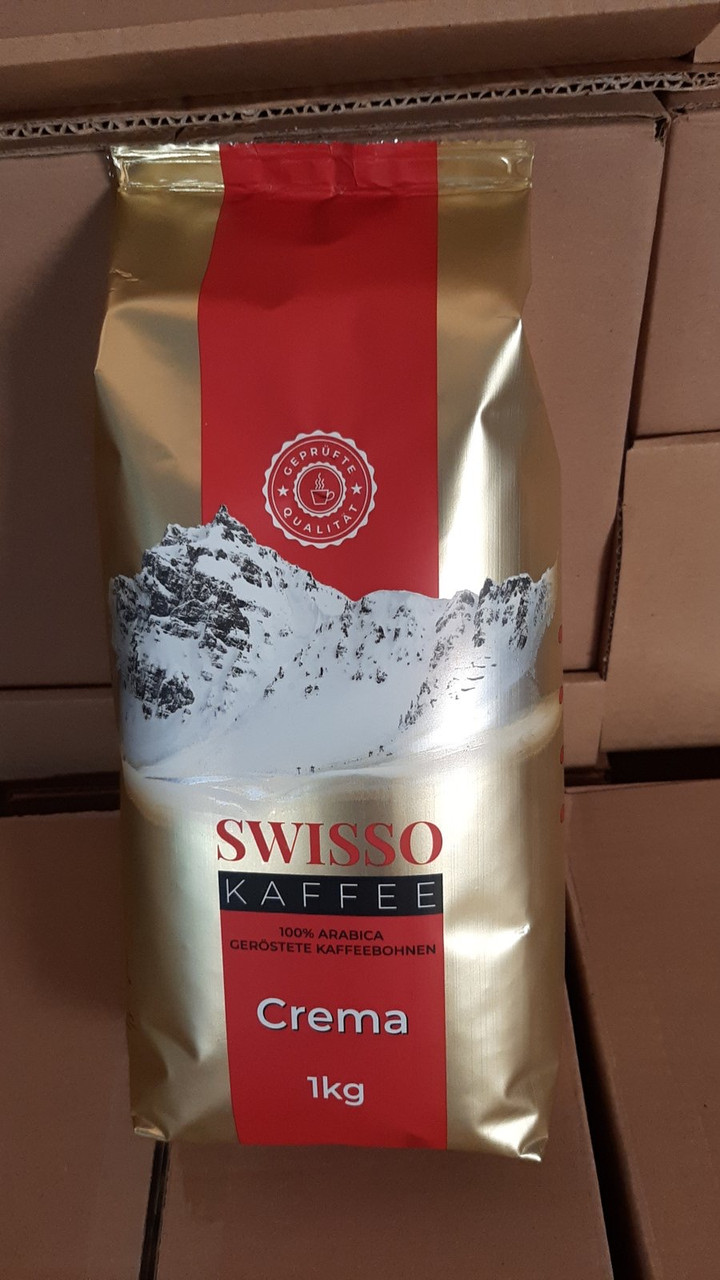 GEPRÜFTE
QUALITÄT
SWISSO
KAFFEE
100% ARABICA
GERÖSTETE KAFFEEBOHNEN
Crema
1kg